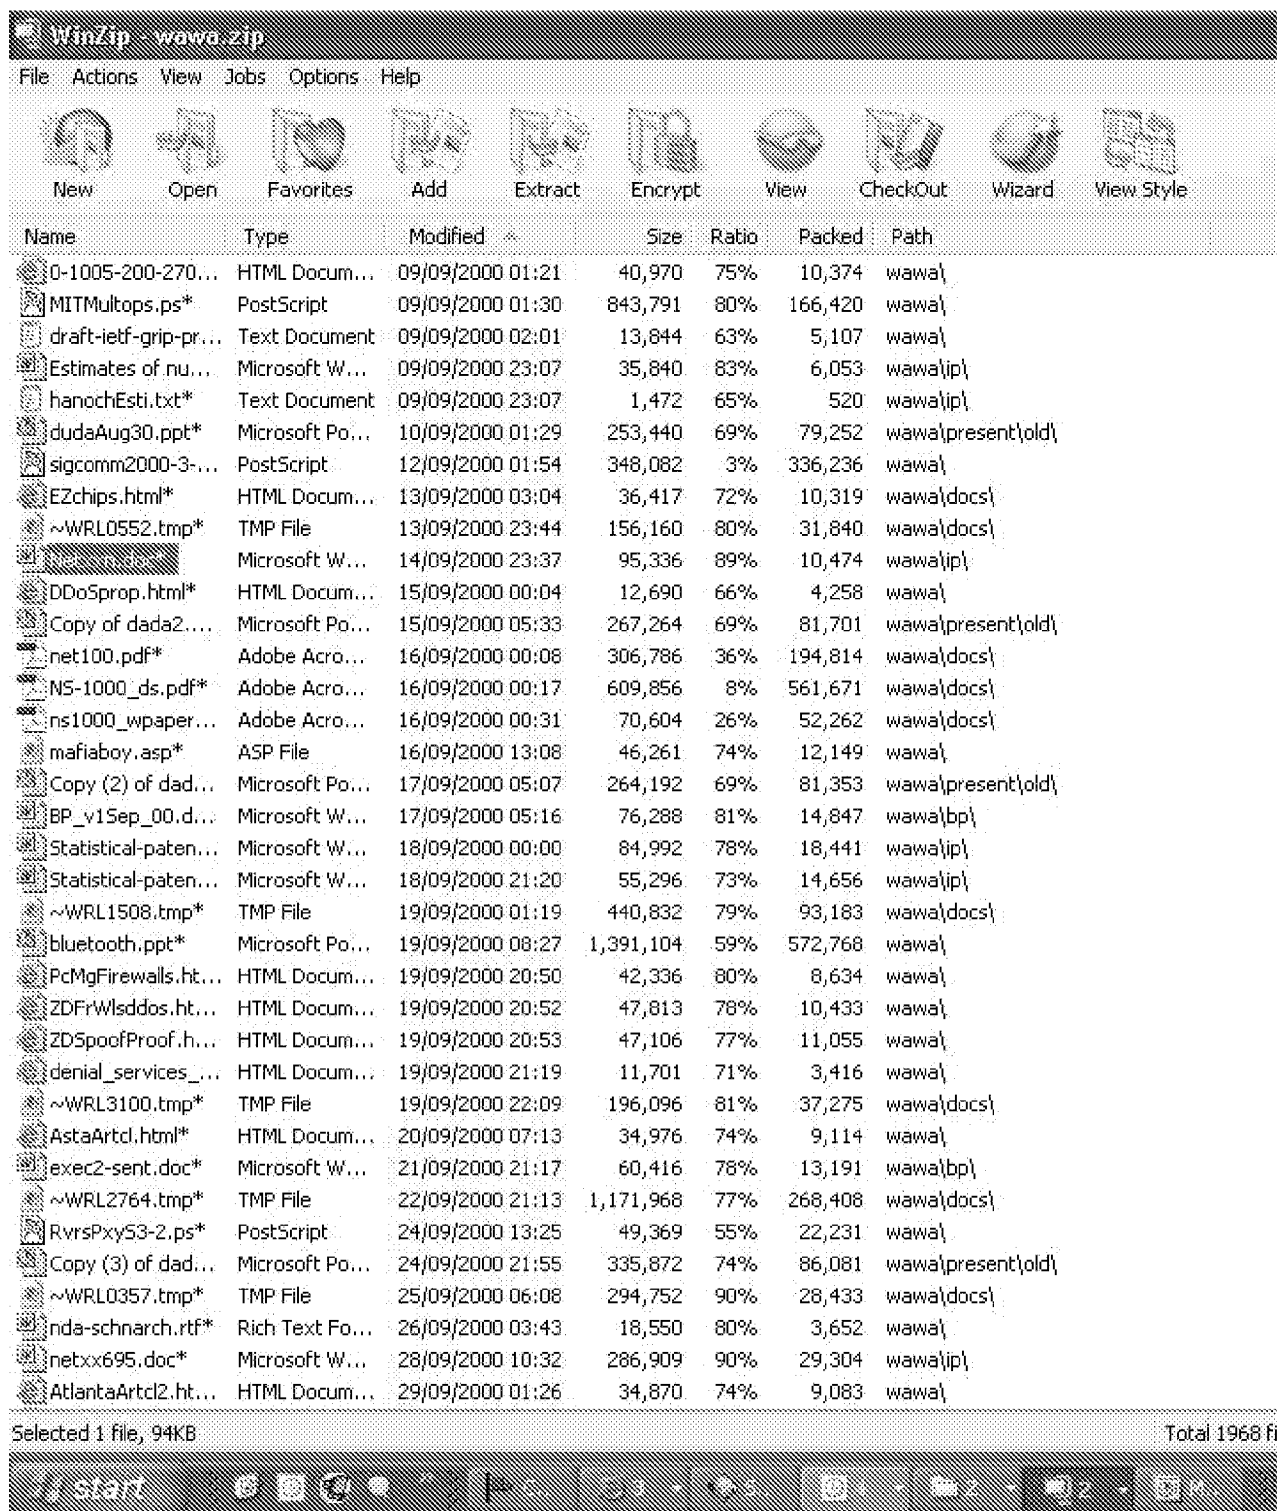 WinZip - wawa.zip
File Actions View Jobs Options Help
New Open Favorites Add Extract Encrypt View CheckOut Wizard View Style
Name Type Modified Size Ratio Packed Path
0-1005-200-270... HTML Docum... 09/09/2000 01:21 40,970 75% 10,374 wawa\
MITMultops.ps* PostScript 09/09/2000 01:30 843,791 80% 166,420 wawa\
draft-ietf-grip-pr... Text Document 09/09/2000 02:01 13,844 63% 5,107 wawa\
Estimates of nu... Microsoft W... 09/09/2000 23:07 35,840 83% 6,053 wawa\ip\
hanochEsti.txt* Text Document 09/09/2000 23:07 1,472 65% 520 wawa\ip\
dudaAug30.ppt* Microsoft Po... 10/09/2000 01:29 253,440 69% 79,252 wawa\present\old\
sigcomm2000-3-... PostScript 12/09/2000 01:54 348,082 3% 336,236 wawa\
EZchips.html* HTML Docum... 13/09/2000 03:04 36,417 72% 10,319 wawa\docs\
~WRL0552.tmp* TMP File 13/09/2000 23:44 156,160 80% 31,840 wawa\docs\
Microsoft W... 14/09/2000 23:37 95,336 89% 10,474 wawa\ip\
DDoSprop.html* HTML Docum... 15/09/2000 00:04 12,690 66% 4,258 wawa\
Copy of dada2.... Microsoft Po... 15/09/2000 05:33 267,264 69% 81,701 wawa\present\old\
net100.pdf* Adobe Acro... 16/09/2000 00:08 306,786 36% 194,814 wawa\docs\
NS-1000_ds.pdf* Adobe Acro... 16/09/2000 00:17 609,856 8% 561,671 wawa\docs\
ns1000_wpaper... Adobe Acro... 16/09/2000 00:31 70,604 26% 52,262 wawa\docs\
mafiaboy.asp* ASP File 16/09/2000 13:08 46,261 74% 12,149 wawa\
Copy (2) of dad... Microsoft Po... 17/09/2000 05:07 264,192 69% 81,353 wawa\present\old\
BP_v1Sep_00.d... Microsoft W... 17/09/2000 05:16 76,288 81% 14,847 wawa\bp\
Statistical-paten... Microsoft W... 18/09/2000 00:00 84,992 78% 18,441 wawa\ip\
Statistical-paten... Microsoft W... 18/09/2000 21:20 55,296 73% 14,656 wawa\ip\
~WRL1508.tmp* TMP File 19/09/2000 01:19 440,832 79% 93,183 wawa\docs\
bluetooth.ppt* Microsoft Po... 19/09/2000 08:27 1,391,104 59% 572,768 wawa\
PcMgFirewalls.ht... HTML Docum... 19/09/2000 20:50 42,336 80% 8,634 wawa\
ZDFrWlsddos.ht... HTML Docum... 19/09/2000 20:52 47,813 78% 10,433 wawa\
ZDSpoofProof.h... HTML Docum... 19/09/2000 20:53 47,106 77% 11,055 wawa\
denial_services_... HTML Docum... 19/09/2000 21:19 11,701 71% 3,416 wawa\
~WRL3100.tmp* TMP File 19/09/2000 22:09 196,096 81% 37,275 wawa\docs\
AstaArtcl.html* HTML Docum... 20/09/2000 07:13 34,976 74% 9,114 wawa\
exec2-sent.doc* Microsoft W... 21/09/2000 21:17 60,416 78% 13,191 wawa\bp\
~WRL2764.tmp* TMP File 22/09/2000 21:13 1,171,968 77% 268,408 wawa\docs\
RvrsPxyS3-2.ps* PostScript 24/09/2000 13:25 49,369 55% 22,231 wawa\
Copy (3) of dad... Microsoft Po... 24/09/2000 21:55 335,872 74% 86,081 wawa\present\old\
~WRL0357.tmp* TMP File 25/09/2000 06:08 294,752 90% 28,433 wawa\docs\
nda-schnarch.rtf* Rich Text Fo... 26/09/2000 03:43 18,550 80% 3,652 wawa\
netxx695.doc* Microsoft W... 28/09/2000 10:32 286,909 90% 29,304 wawa\ip\
AtlantaArtcl2.ht... HTML Docum... 29/09/2000 01:26 34,870 74% 9,083 wawa\
Selected 1 file, 94KB Total 1968 fi
start